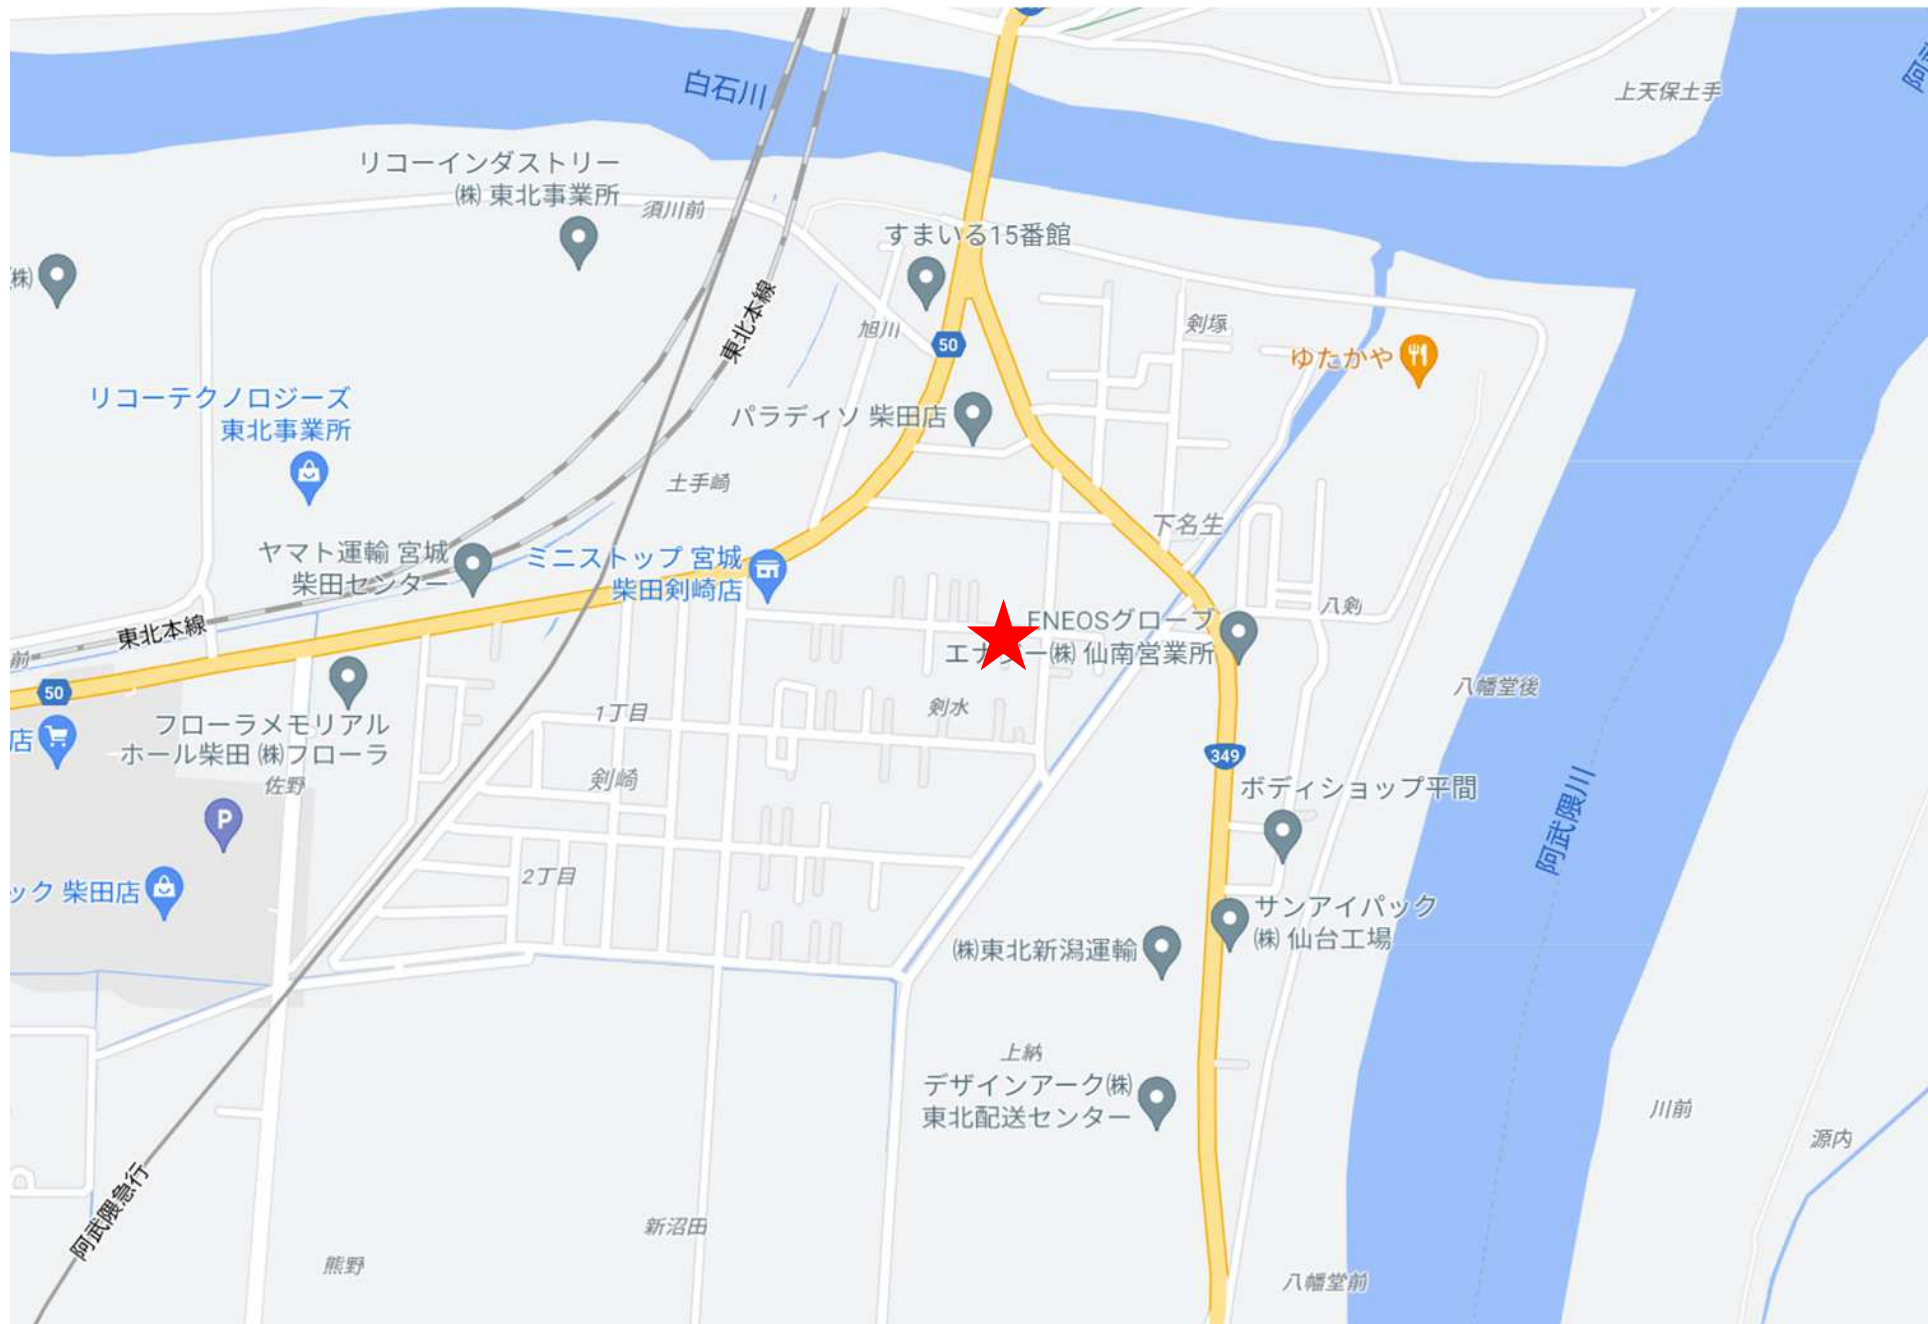 白石川
上天保土手
阿
リコーインダストリー
㈱ 東北事業所
須川前
すまいる15番館
株)
東北本線
旭川
50
剣塚
ゆたかや
リコーテクノロジーズ
東北事業所
パラディソ 柴田店
土手崎
下名生
ヤマト運輸 宮城
柴田センター
ミニストップ 宮城
柴田剣崎店
八剣
ENEOSグローブ
㈱ 仙南営業所
東北本線
前
50
八幡堂後
フローラメモリアル
ホール柴田 ㈱フローラ
店
1丁目
剣水
349
佐野
剣崎
ボディショップ平間
阿武隈川
P
2丁目
ック 柴田店
サンアイパック
㈱ 仙台工場
㈱東北新潟運輸
上納
デザインアーク㈱
東北配送センター
川前
源内
阿武隈急行
新沼田
熊野
八幡堂前